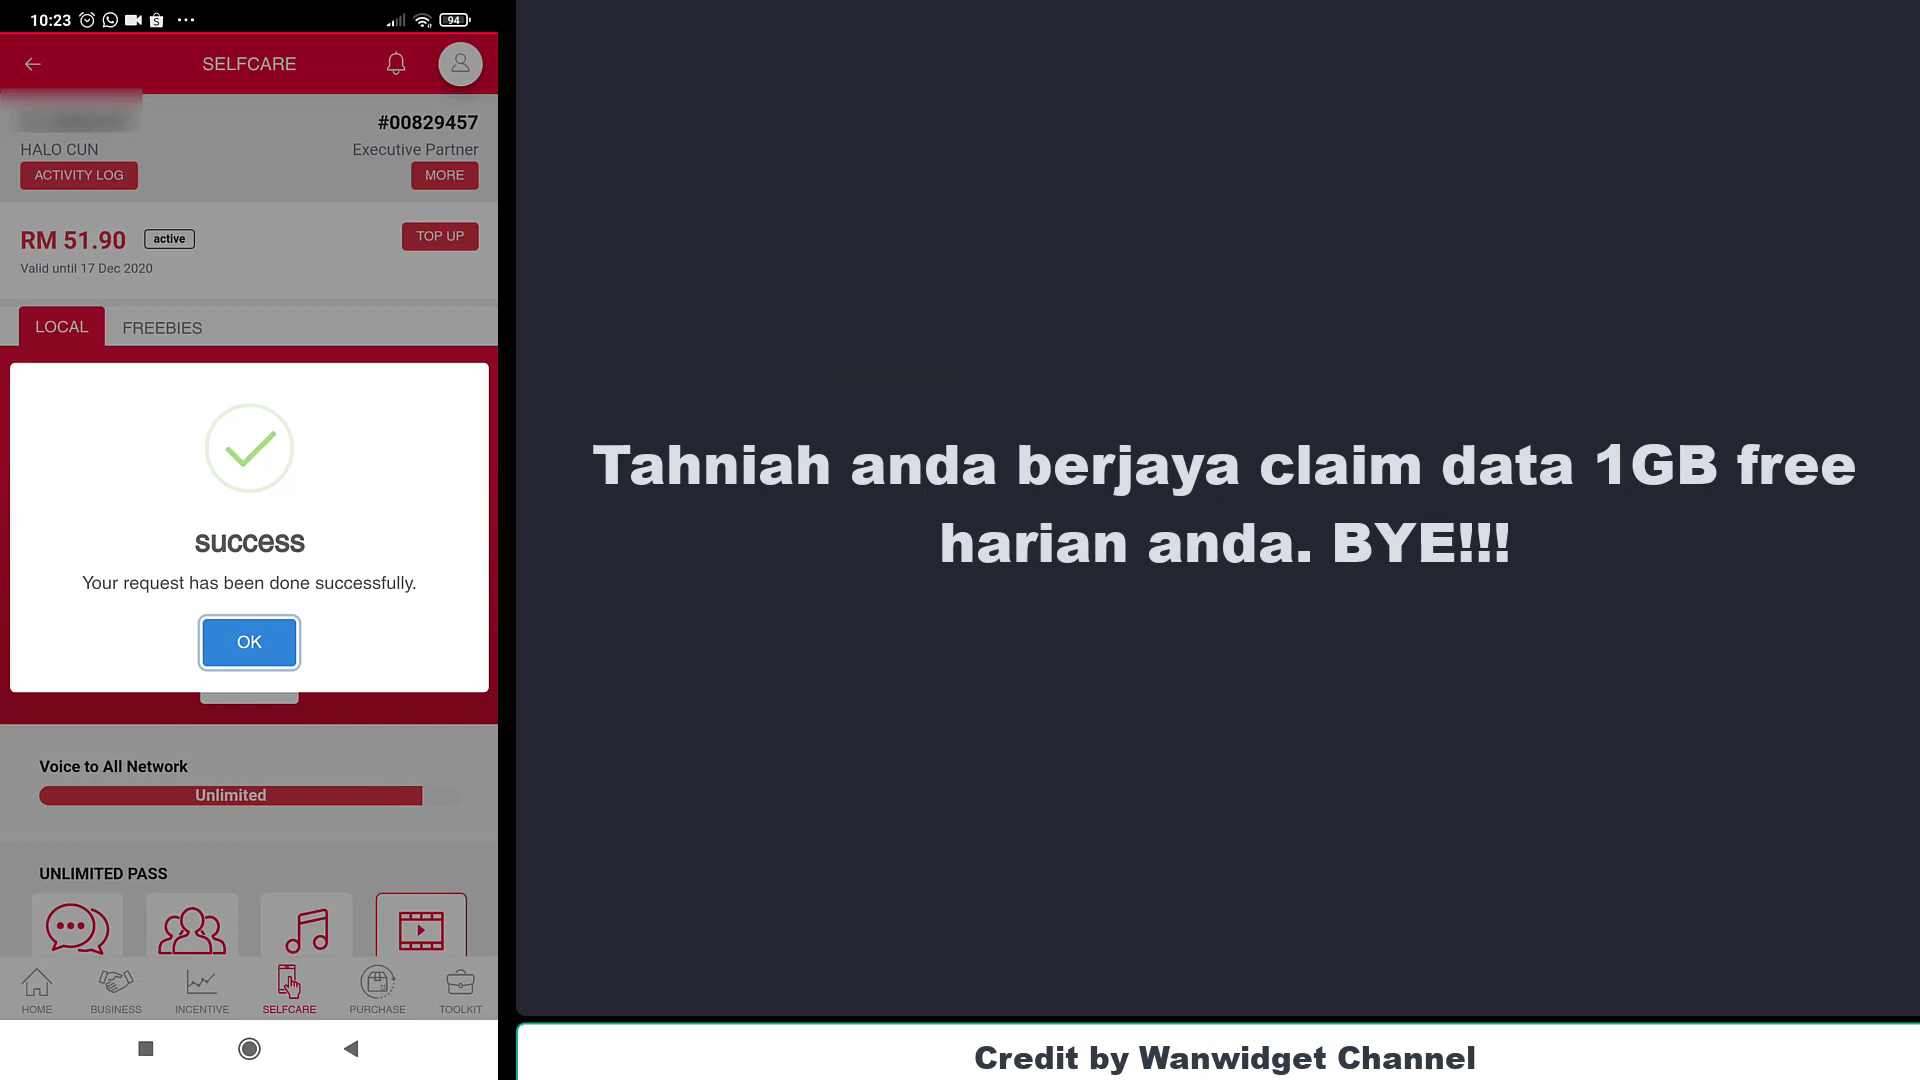 10:23
94
SELFCARE
#00829457
HALO CUN
Executive Partner
ACTIVITY LOG
MORE
RM 51.90
active
TOP UP
Valid until 17 Dec 2020
LOCAL
FREEBIES
success
Your request has been done successfully.
OK
Voice to All Network
Unlimited
UNLIMITED PASS
HOME
BUSINESS
INCENTIVE
SELFCARE
PURCHASE
TOOLKIT
Tahniah anda berjaya claim data 1GB free
harian anda. BYE!!!
Credit by Wanwidget Channel